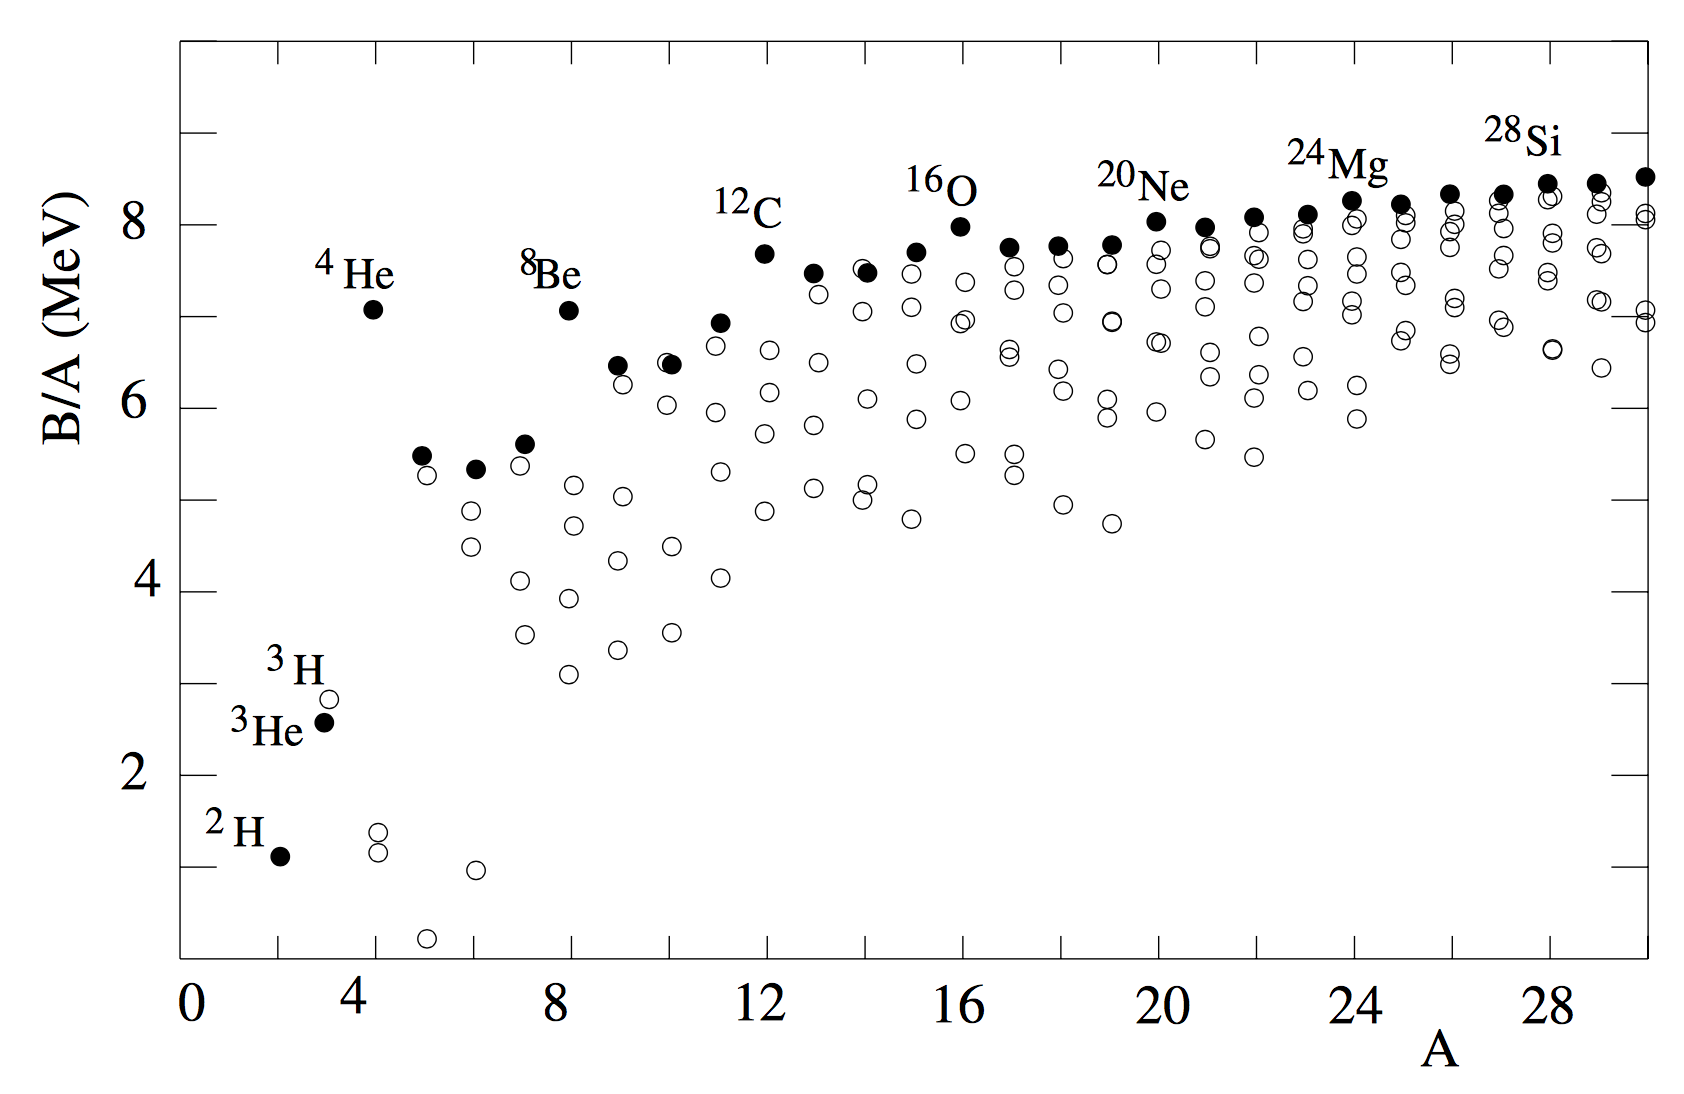 B/A (MeV)
8
6
4
2
²H
³He
³H
⁴He
⁸Be
¹²C
¹⁶O
²⁰Ne
²⁴Mg
²⁸Si
0 4 8 12 16 20 24 28
A